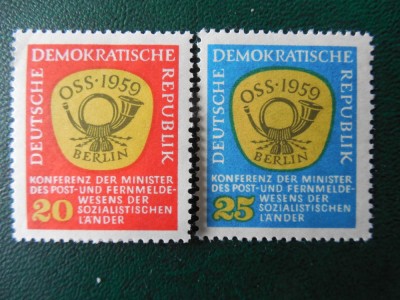 DEUTSCHE DEMOKRATISCHE REPUBLIK
OSS·1959
BERLIN
KONFERENZ DER MINISTER
DES POST-UND FERNMELDE-
WESENS DER
20 SOZIALISTISCHEN
LÄNDER
DEUTSCHE DEMOKRATISCHE REPUBLIK
OSS·1959
BERLIN
KONFERENZ DER MINISTER
DES POST-UND FERNMELDE-
WESENS DER
25 SOZIALISTISCHEN
LÄNDER